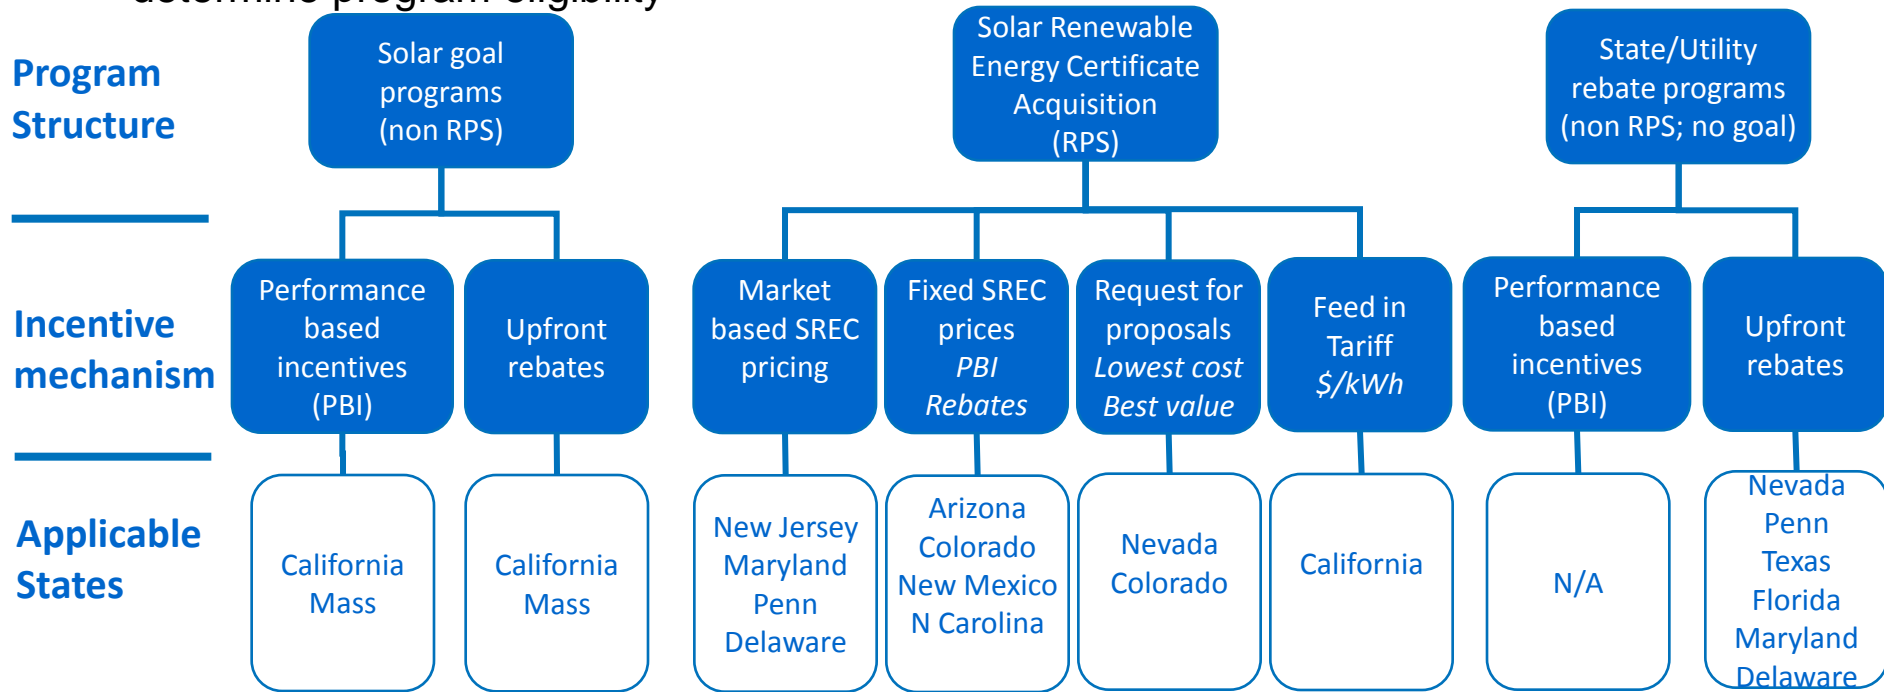 determine program eligibility
Program
Structure
Solar goal
programs
(non RPS)
Solar Renewable
Energy Certificate
Acquisition
(RPS)
State/Utility
rebate programs
(non RPS; no goal)
Incentive
mechanism
Performance
based
incentives
(PBI)
Upfront
rebates
Market
based SREC
pricing
Fixed SREC
prices
PBI
Rebates
Request for
proposals
Lowest cost
Best value
Feed in
Tariff
$/kWh
Performance
based
incentives
(PBI)
Upfront
rebates
Applicable
States
California
Mass
California
Mass
New Jersey
Maryland
Penn
Delaware
Arizona
Colorado
New Mexico
N Carolina
Nevada
Colorado
California
N/A
Nevada
Penn
Texas
Florida
Maryland
Delaware